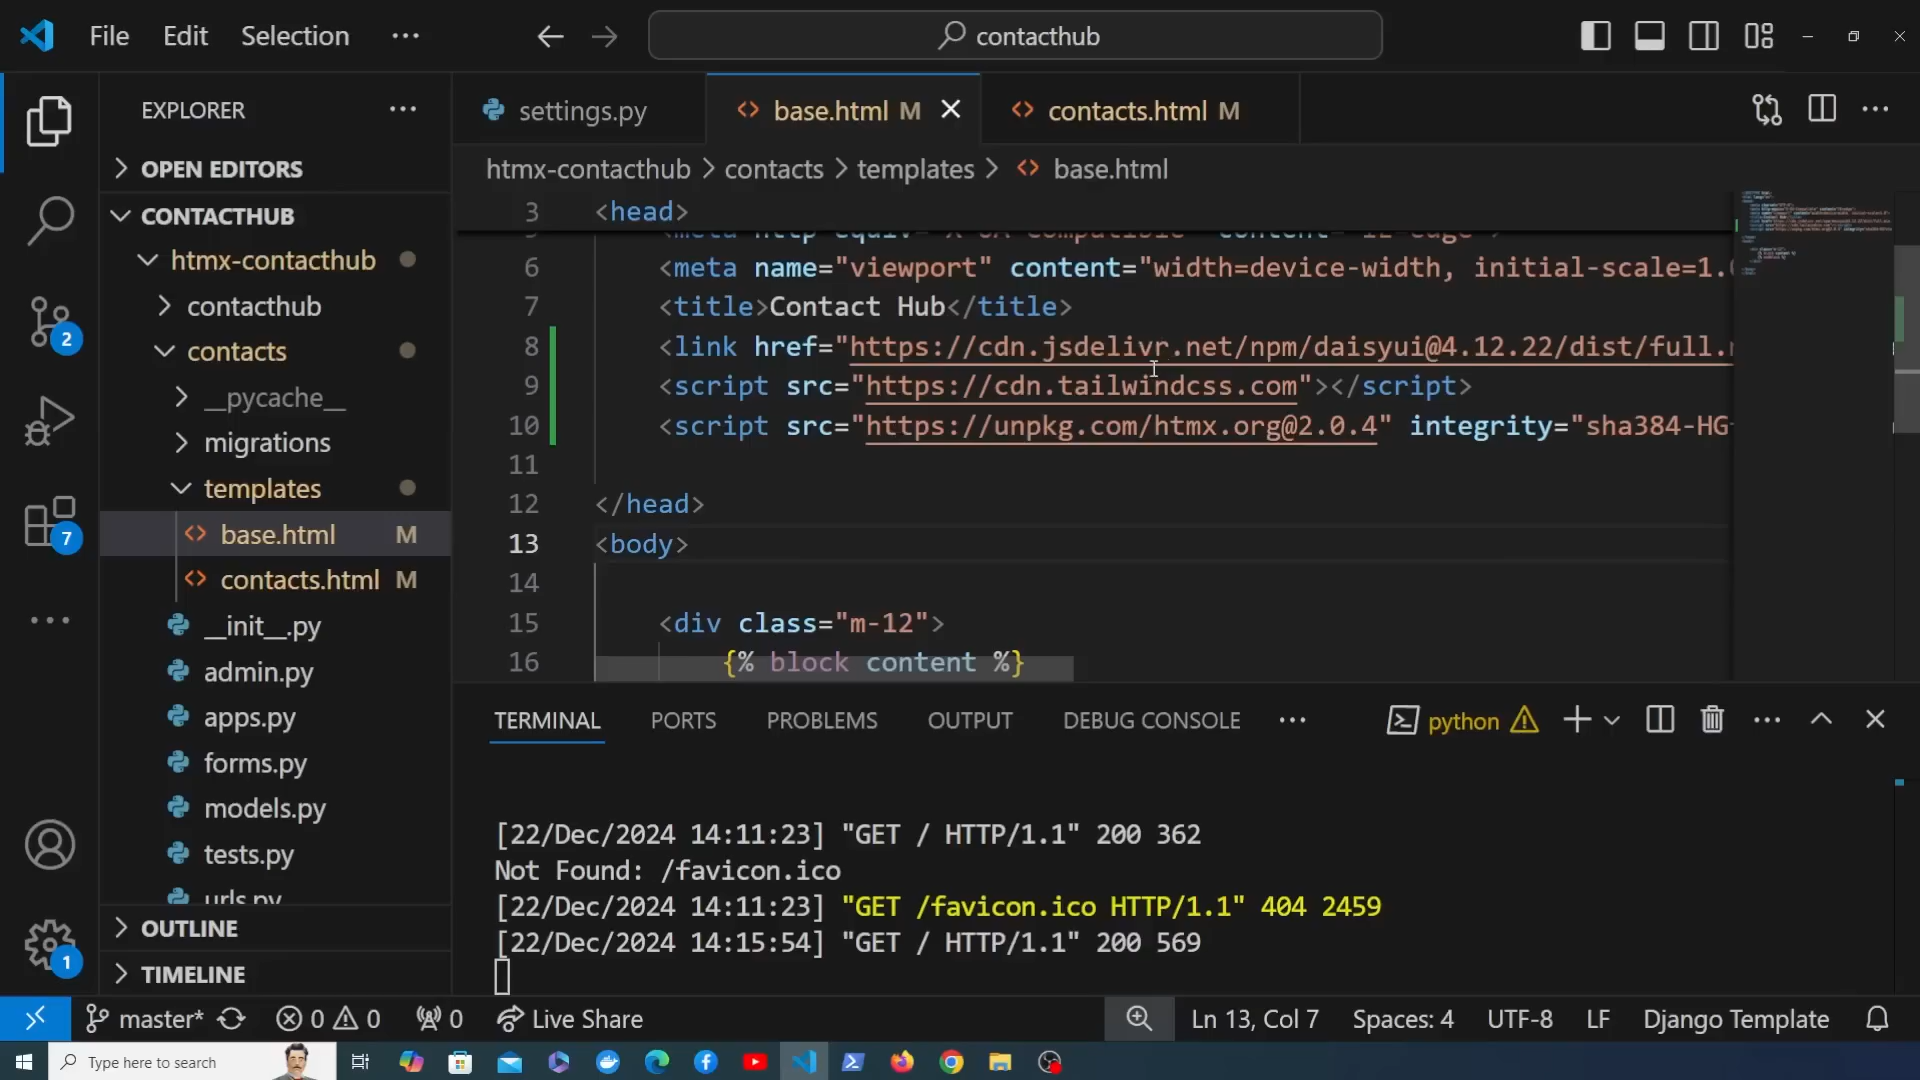 File Edit Selection ··· contacthub
EXPLORER ···
OPEN EDITORS
CONTACTHUB
htmx-contacthub
contacthub
contacts
__pycache__
migrations
templates
base.html M
contacts.html M
__init__.py
admin.py
apps.py
forms.py
models.py
tests.py
urls.py
OUTLINE
TIMELINE
2
7
1
settings.py base.html M contacts.html M
htmx-contacthub > contacts > templates > base.html
3 <head>
6 <meta name="viewport" content="width=device-width, initial-scale=1.
7 <title>Contact Hub</title>
8 <link href="https://cdn.jsdelivr.net/npm/daisyui@4.12.22/dist/full.
9 <script src="https://cdn.tailwindcss.com"></script>
10 <script src="https://unpkg.com/htmx.org@2.0.4" integrity="sha384-HG
11
12 </head>
13 <body>
14
15 <div class="m-12">
16 {% block content %}
TERMINAL PORTS PROBLEMS OUTPUT DEBUG CONSOLE ··· python
[22/Dec/2024 14:11:23] "GET / HTTP/1.1" 200 362
Not Found: /favicon.ico
[22/Dec/2024 14:11:23] "GET /favicon.ico HTTP/1.1" 404 2459
[22/Dec/2024 14:15:54] "GET / HTTP/1.1" 200 569
master* 0 0 0 Live Share Ln 13, Col 7 Spaces: 4 UTF-8 LF Django Template
Type here to search